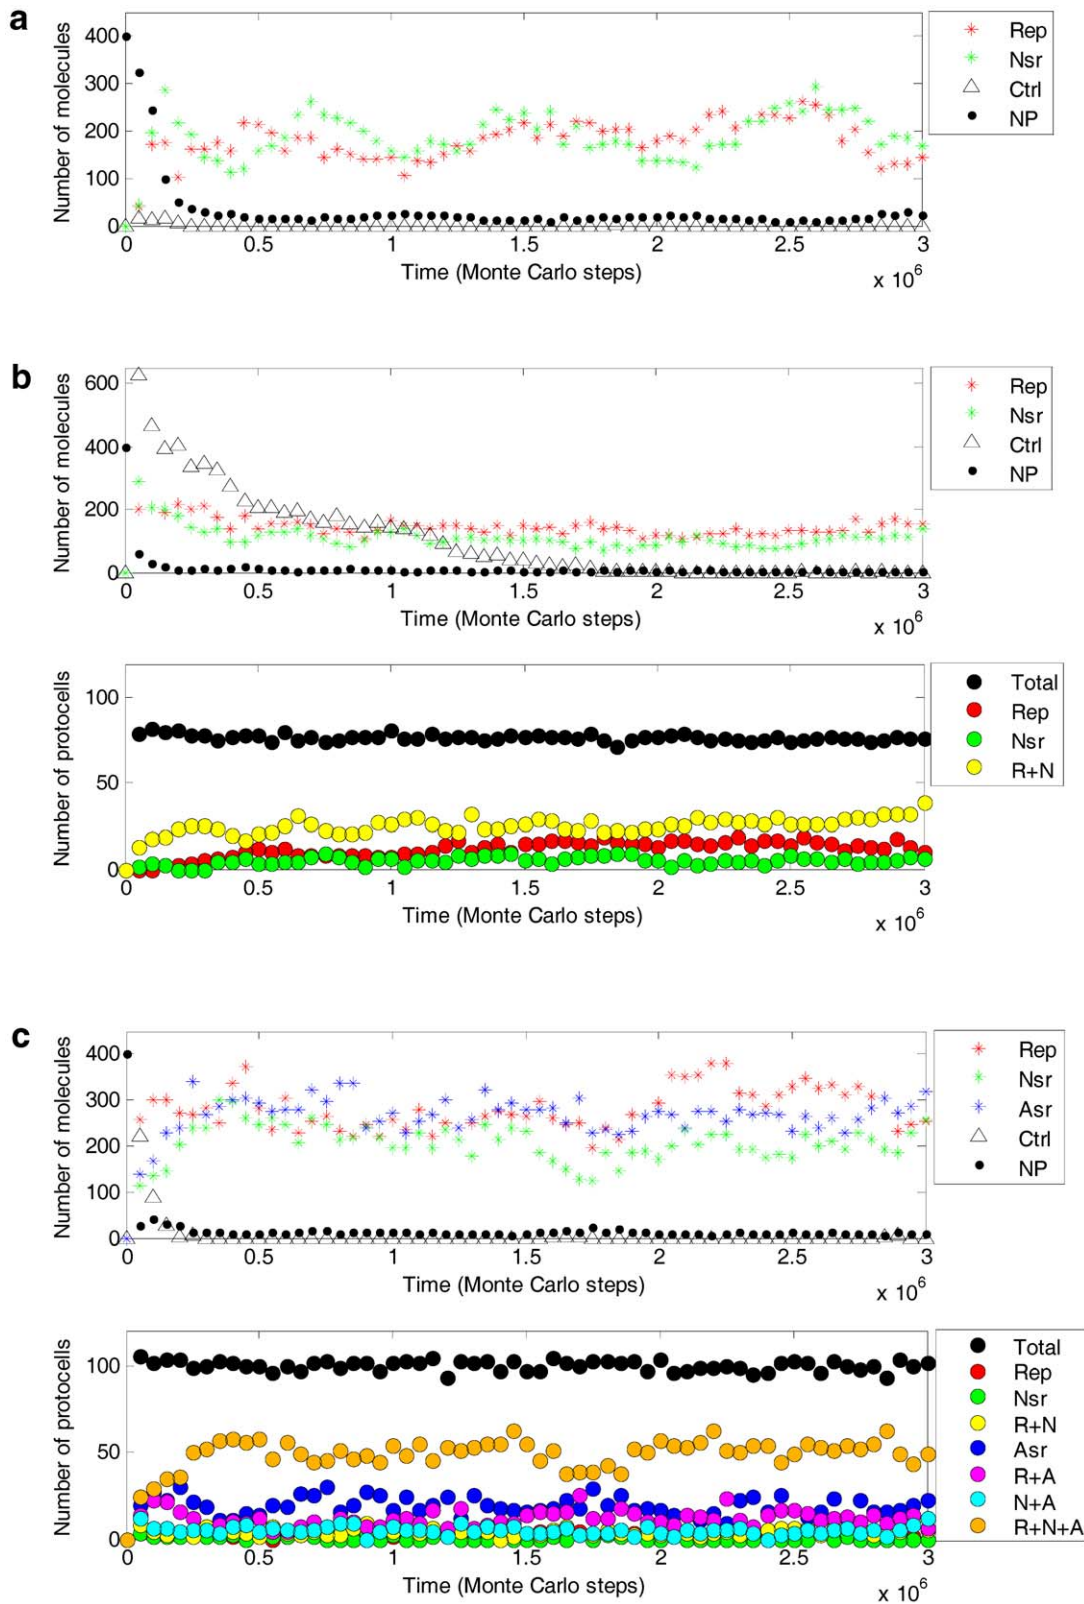 a
Number of molecules
400
300
200
100
0
0 0.5 1 1.5 2 2.5 3
Time (Monte Carlo steps)
x 10^6
Rep
Nsr
Ctrl
NP
b
Number of molecules
600
400
200
0
0 0.5 1 1.5 2 2.5 3
Time (Monte Carlo steps)
x 10^6
Rep
Nsr
Ctrl
NP
Number of protocells
100
50
0
0 0.5 1 1.5 2 2.5 3
Time (Monte Carlo steps)
x 10^6
Total
Rep
Nsr
R+N
c
Number of molecules
400
300
200
100
0
0 0.5 1 1.5 2 2.5 3
Time (Monte Carlo steps)
x 10^6
Rep
Nsr
Asr
Ctrl
NP
Number of protocells
100
50
0
0 0.5 1 1.5 2 2.5 3
Time (Monte Carlo steps)
x 10^6
Total
Rep
Nsr
R+N
Asr
R+A
N+A
R+N+A